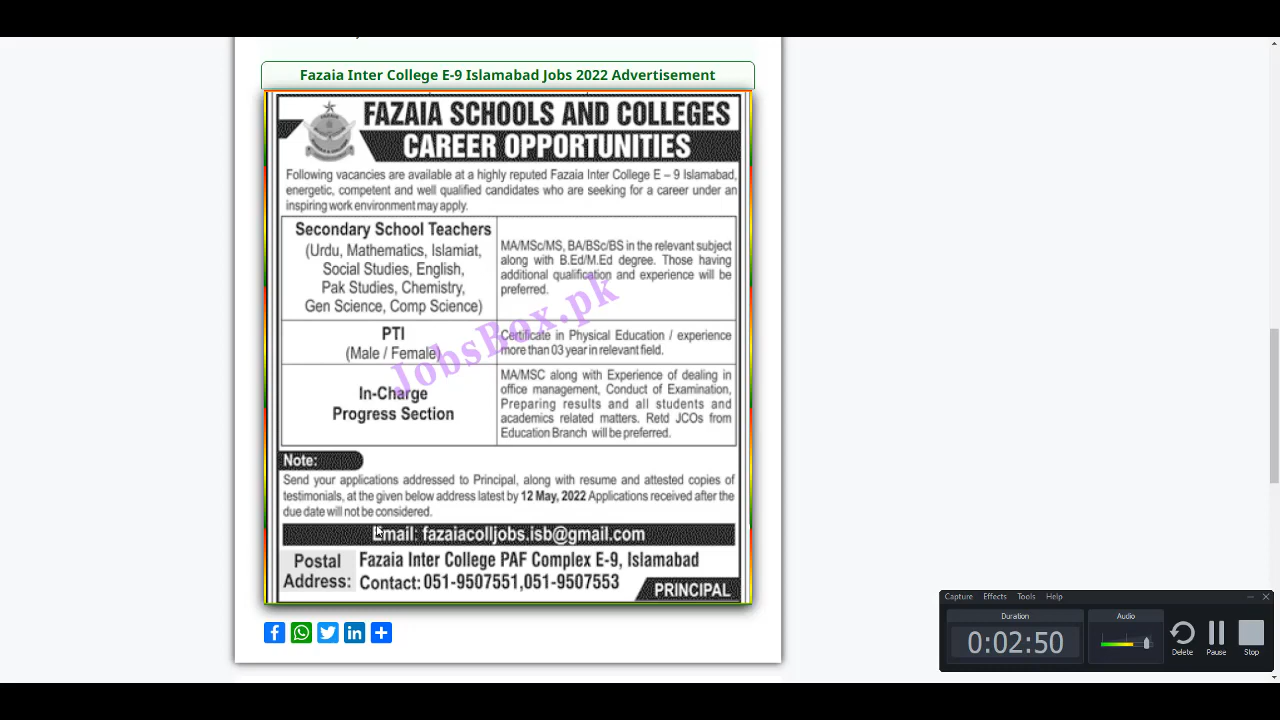 Fazaia Inter College E-9 Islamabad Jobs 2022 Advertisement
FAZAIA SCHOOLS AND COLLEGES
CAREER OPPORTUNITIES
Following vacancies are available at a highly reputed Fazaia Inter College E – 9 Islamabad,
energetic, competent and well qualified candidates who are seeking for a career under an
inspiring work environment may apply.
Secondary School Teachers
(Urdu, Mathematics, Islamiat,
Social Studies, English,
Pak Studies, Chemistry,
Gen Science, Comp Science)
MA/MSc/MS, BA/BSc/BS in the relevant subject
along with B.Ed/M.Ed degree. Those having
additional qualification and experience will be
preferred.
PTI
(Male / Female)
Certificate in Physical Education / experience
more than 03 year in relevant field.
In-Charge
Progress Section
MA/MSC along with Experience of dealing in
office management, Conduct of Examination,
Preparing results and all students and
academics related matters. Retd JCOs from
Education Branch will be preferred.
JobsBox.pk
Note:
Send your applications addressed to Principal, along with resume and attested copies of
testimonials, at the given below address latest by 12 May, 2022 Applications received after the
due date will not be considered.
Email: fazaiacolljobs.isb@gmail.com
Postal
Address:
Fazaia Inter College PAF Complex E-9, Islamabad
Contact: 051-9507551,051-9507553
PRINCIPAL
Capture Effects Tools Help
Duration
Audio
0:02:50
Delete Pause Stop